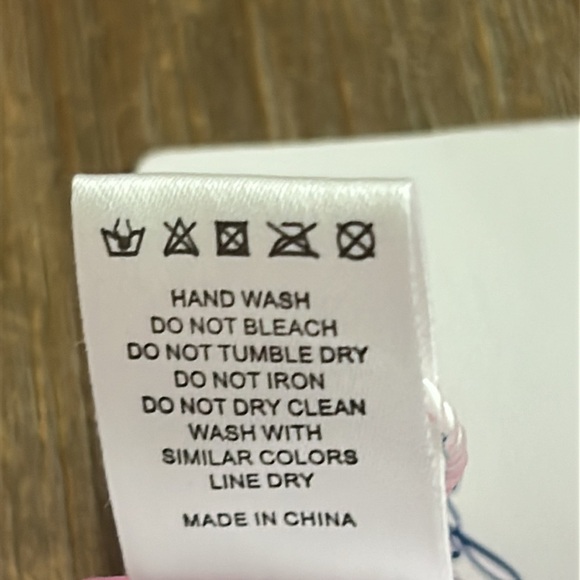 HAND WASH
DO NOT BLEACH
DO NOT TUMBLE DRY
DO NOT IRON
DO NOT DRY CLEAN
WASH WITH
SIMILAR COLORS
LINE DRY
MADE IN CHINA